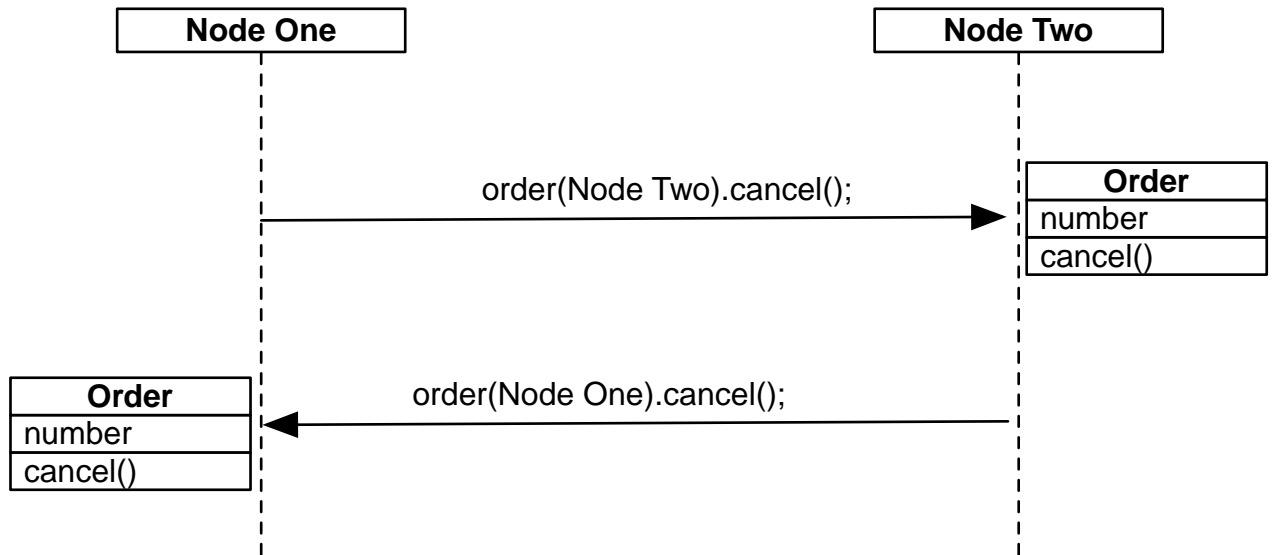 Node One
Node Two
order(Node Two).cancel();
Order
number
cancel()
order(Node One).cancel();
Order
number
cancel()